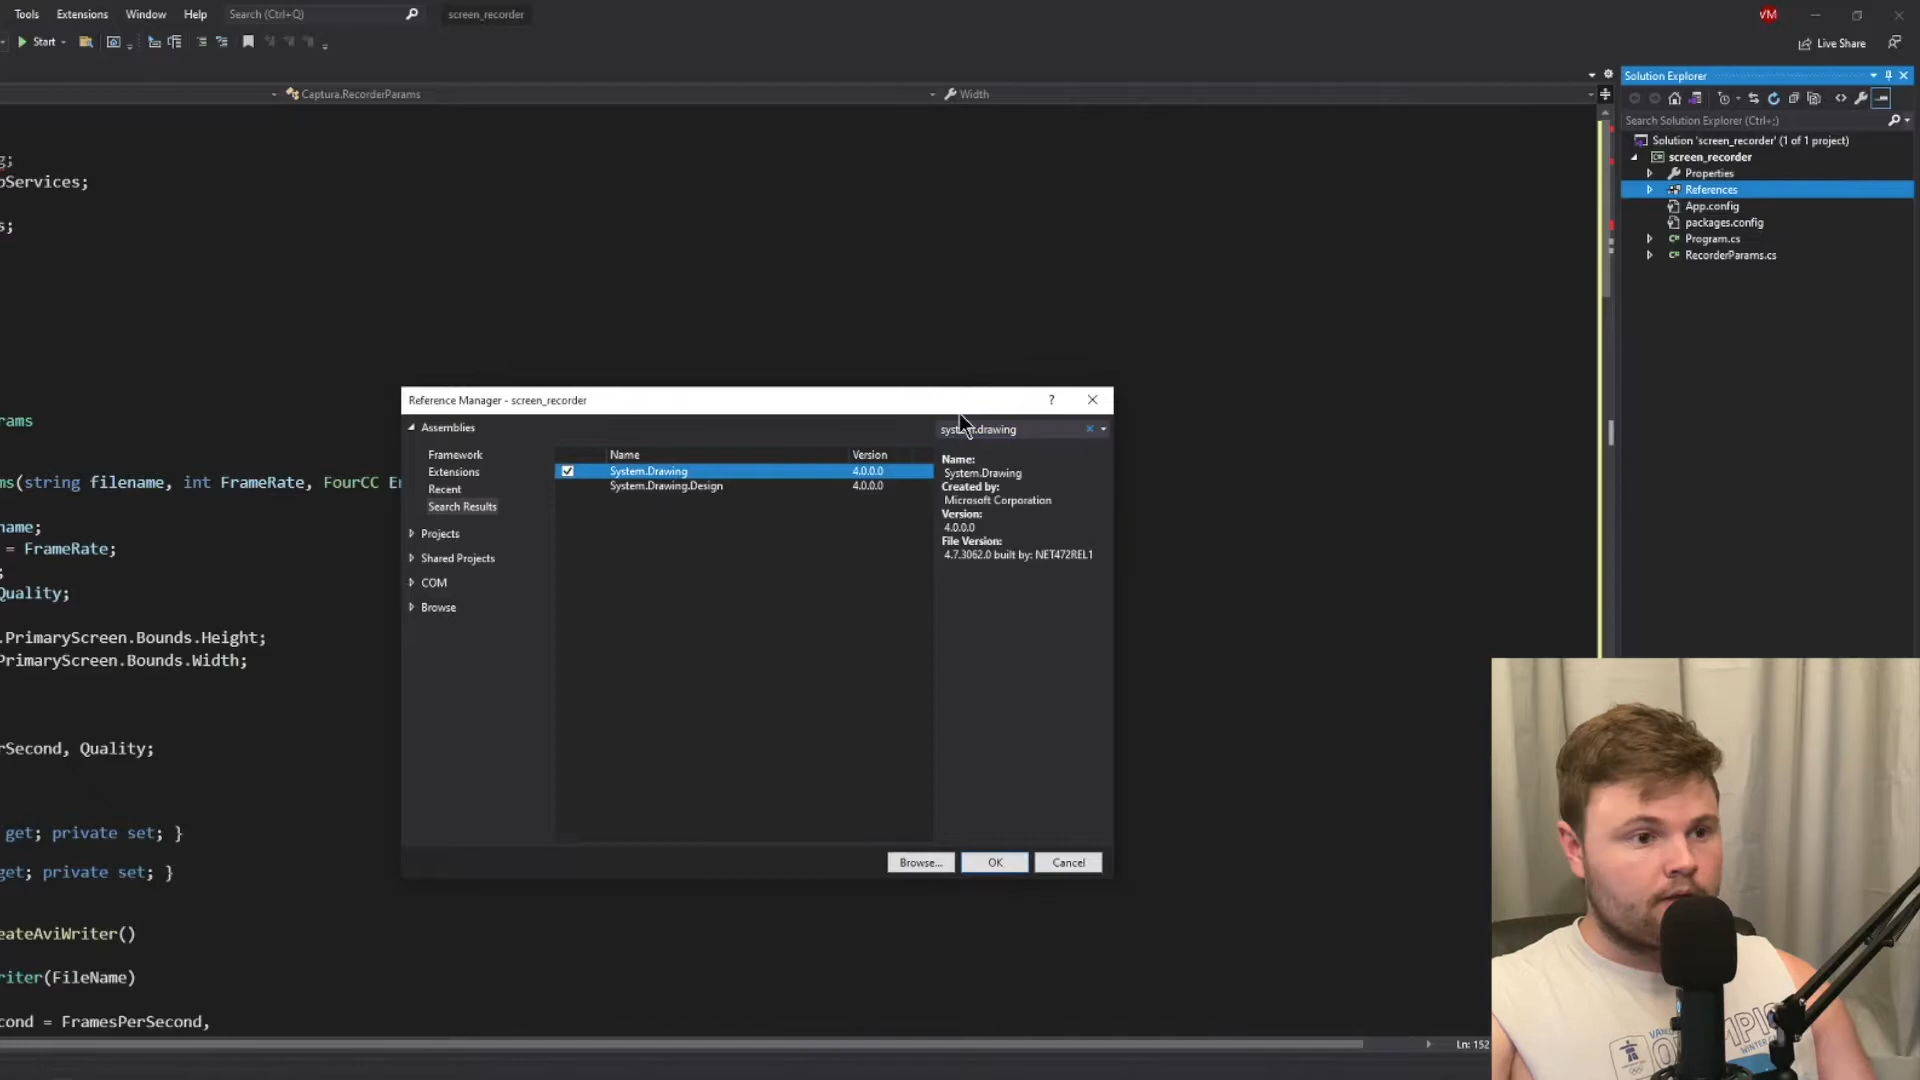 Tools Extensions Window Help Search (Ctrl+Q) screen_recorder VM
Start Live Share
Captura.RecorderParams Width
g;
oServices;
s;
rams
ms(string filename, int FrameRate, FourCC En
name;
= FrameRate;
;
Quality;
.PrimaryScreen.Bounds.Height;
PrimaryScreen.Bounds.Width;
rSecond, Quality;
get; private set; }
get; private set; }
eateAviWriter()
riter(FileName)
cond = FramesPerSecond,
Ln: 152
Reference Manager - screen_recorder
Assemblies
Framework
Extensions
Recent
Search Results
Projects
Shared Projects
COM
Browse
Name Version
System.Drawing 4.0.0.0
System.Drawing.Design 4.0.0.0
system.drawing
Name:
System.Drawing
Created by:
Microsoft Corporation
Version:
4.0.0.0
File Version:
4.7.3062.0 built by: NET472REL1
Browse... OK Cancel
Solution Explorer
Search Solution Explorer (Ctrl+;)
Solution 'screen_recorder' (1 of 1 project)
screen_recorder
Properties
References
App.config
packages.config
Program.cs
RecorderParams.cs